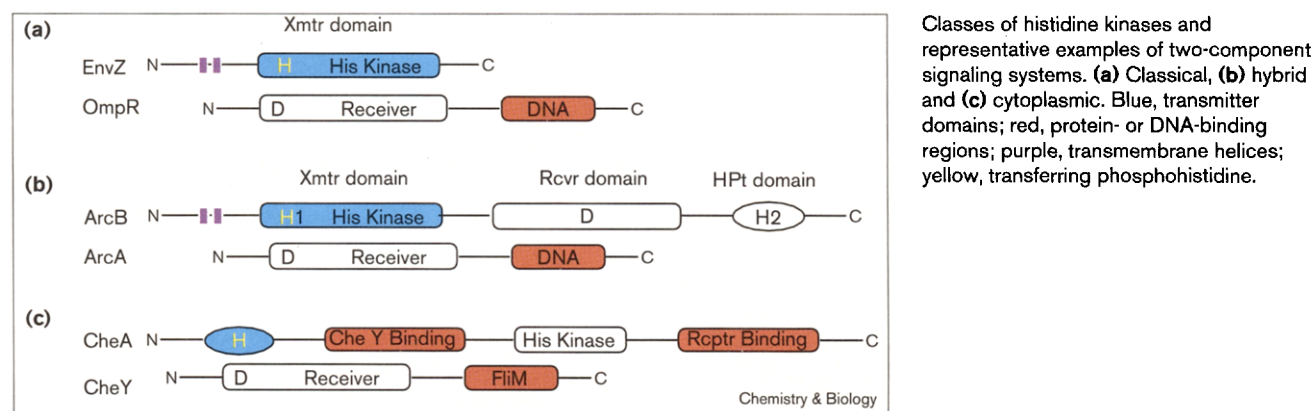 (a)
Xmtr domain
EnvZ N H His Kinase C
OmpR N D Receiver DNA C
(b)
Xmtr domain Rcvr domain HPt domain
ArcB N H1 His Kinase D H2 C
ArcA N D Receiver DNA C
(c)
CheA N H Che Y Binding His Kinase Rcptr Binding C
CheY N D Receiver FliM C
Chemistry & Biology
Classes of histidine kinases and
representative examples of two-component
signaling systems. (a) Classical, (b) hybrid
and (c) cytoplasmic. Blue, transmitter
domains; red, protein- or DNA-binding
regions; purple, transmembrane helices;
yellow, transferring phosphohistidine.